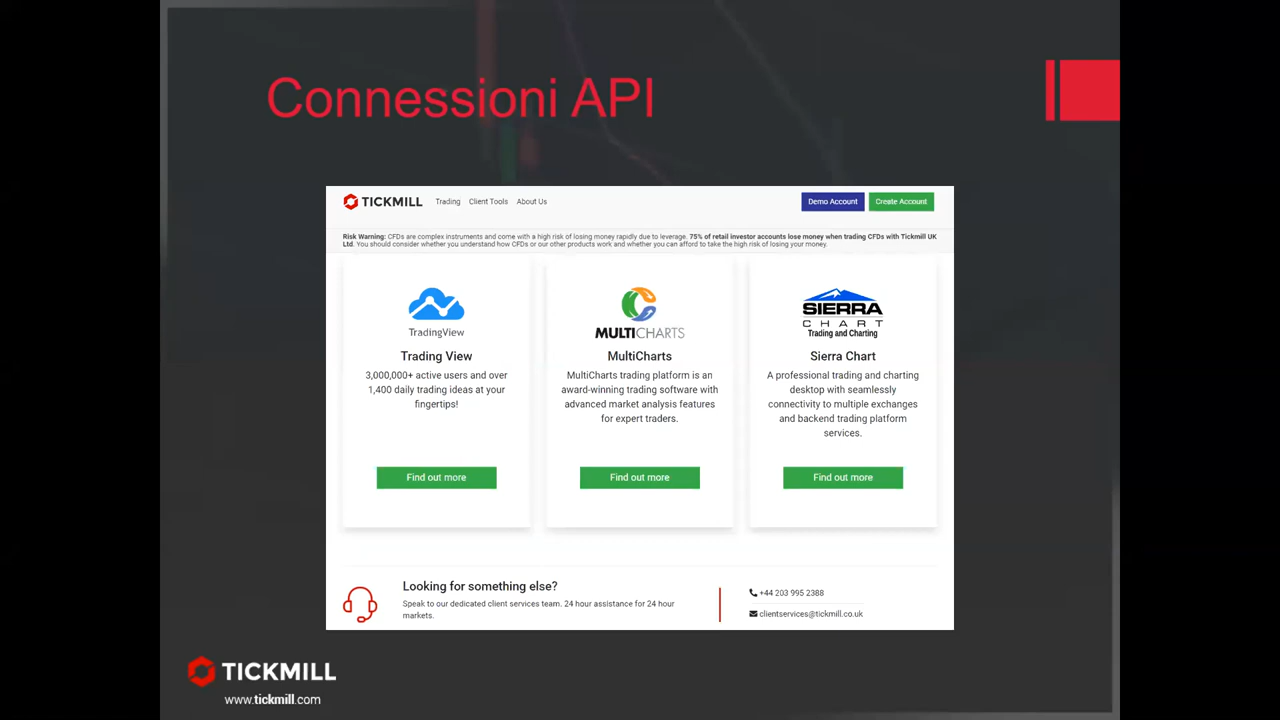 Connessioni API
TICKMILL Trading Client Tools About Us Demo Account Create Account
Risk Warning: CFDs are complex instruments and come with a high risk of losing money rapidly due to leverage. 75% of retail investor accounts lose money when trading CFDs with Tickmill UK
Ltd. You should consider whether you understand how CFDs or our other products work and whether you can afford to take the high risk of losing your money.
TradingView
Trading View
3,000,000+ active users and over
1,400 daily trading ideas at your
fingertips!
Find out more
MULTICHARTS
MultiCharts
MultiCharts trading platform is an
award-winning trading software with
advanced market analysis features
for expert traders.
Find out more
SIERRA
CHART
Trading and Charting
Sierra Chart
A professional trading and charting
desktop with seamlessly
connectivity to multiple exchanges
and backend trading platform
services.
Find out more
Looking for something else?
Speak to our dedicated client services team. 24 hour assistance for 24 hour
markets.
+44 203 995 2388
clientservices@tickmill.co.uk
TICKMILL
www.tickmill.com